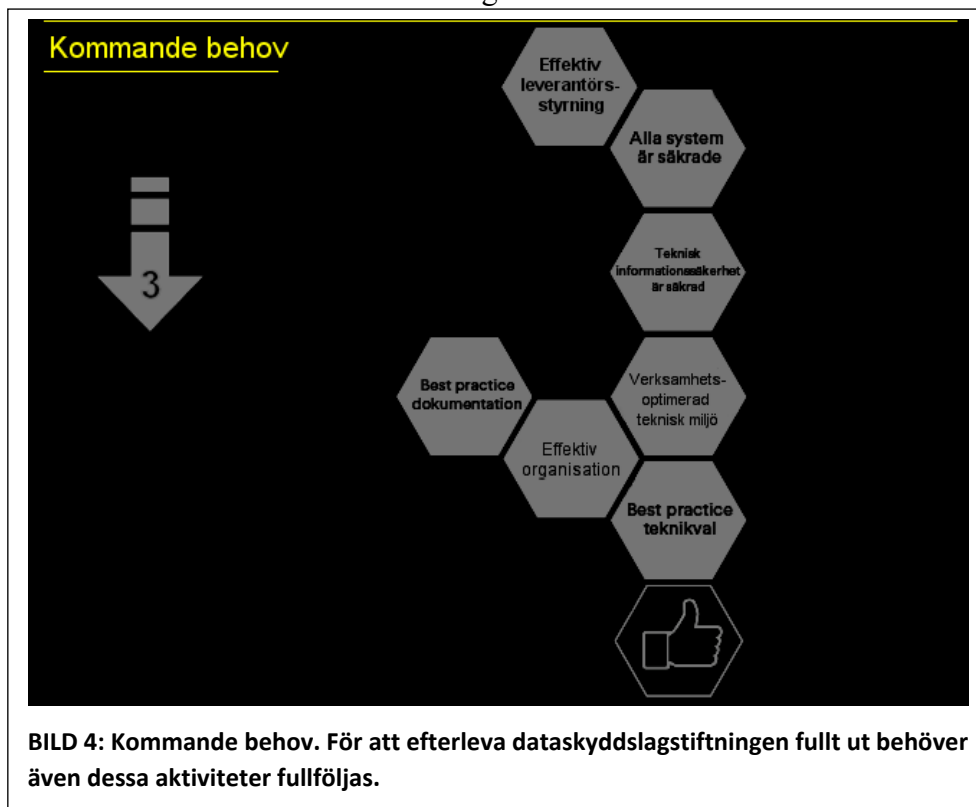 Kommande behov
Effektiv
leverantörs-
styrning
Alla system
är säkrade
3
Teknisk
informationssäkerhet
är säkrad
Best practice
dokumentation
Verksamhets-
optimerad
teknisk miljö
Effektiv
organisation
Best practice
teknikval
BILD 4: Kommande behov. För att efterleva dataskyddslagstiftningen fullt ut behöver
även dessa aktiviteter fullföljas.